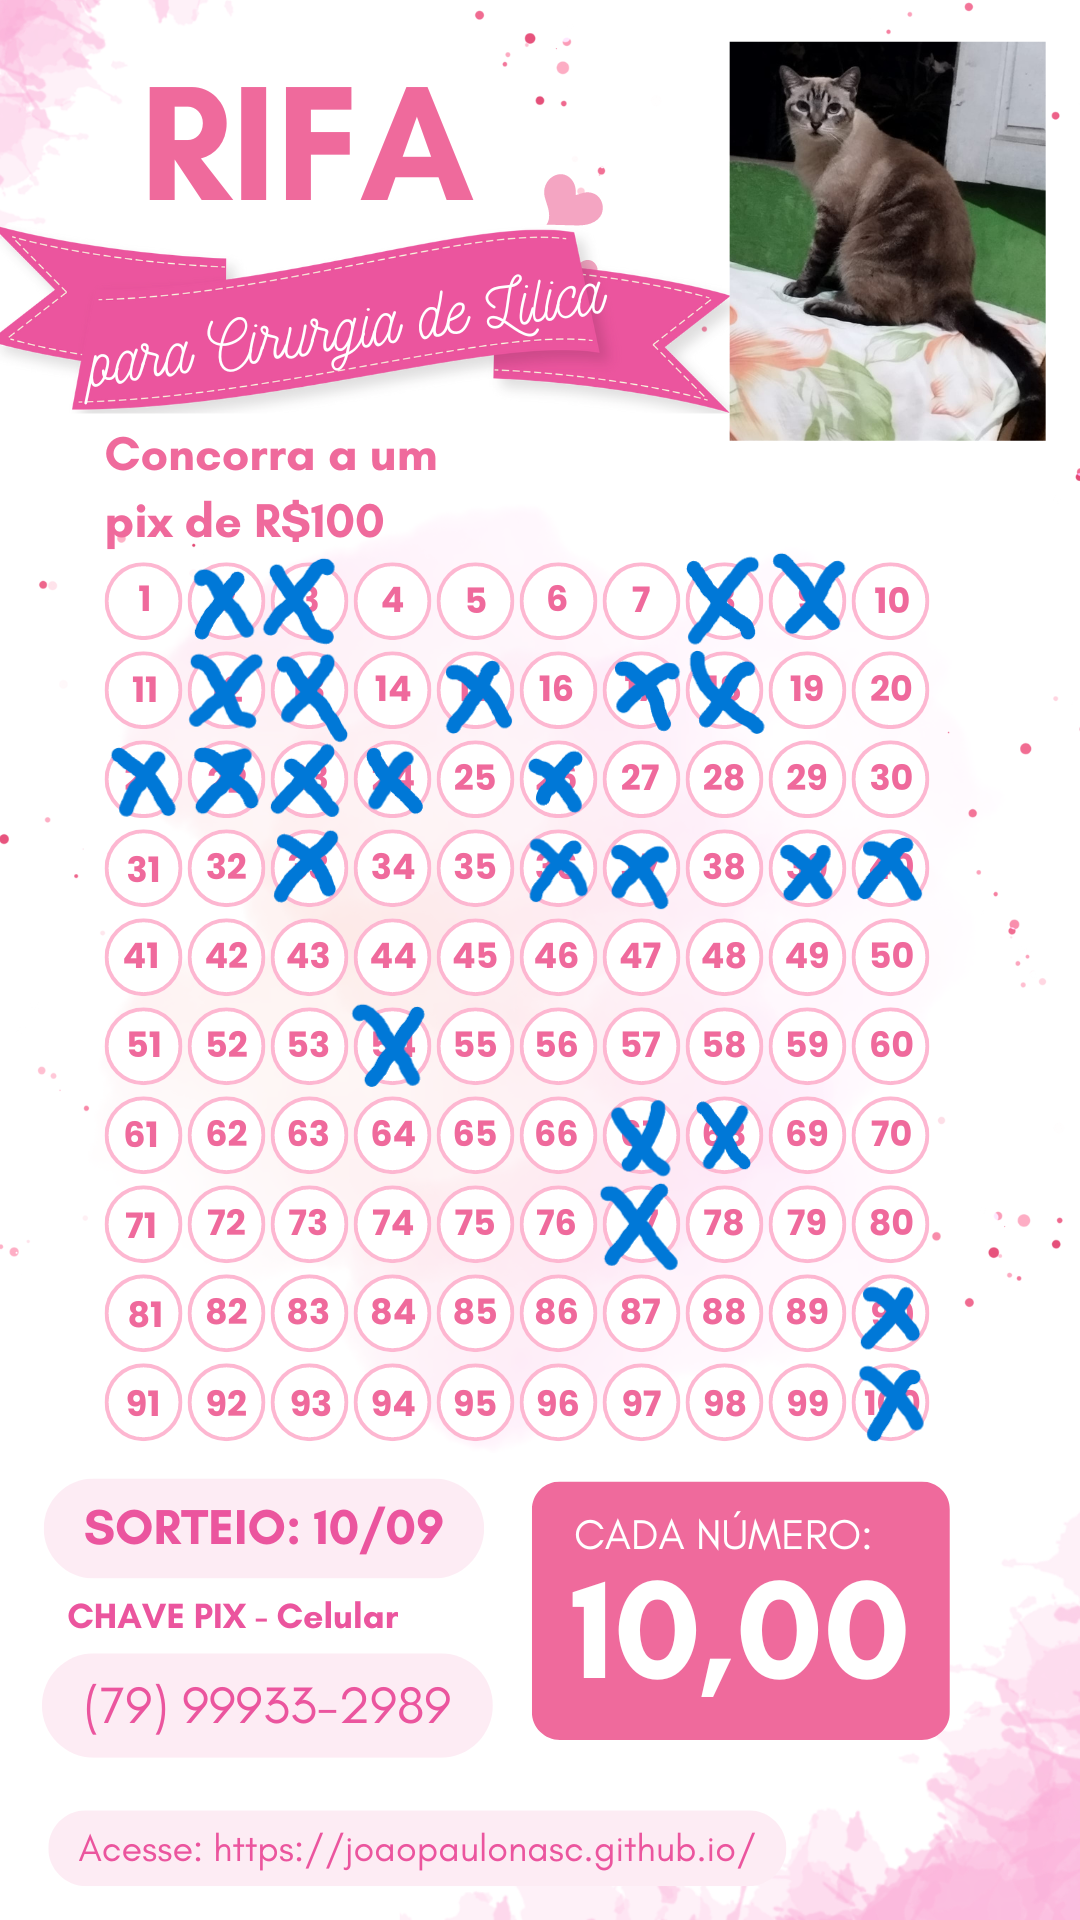 RIFA
para Cirurgia de Lilica
Concorra a um
pix de R$100
1 4 5 6 7 10
11 14 16 19 20
25 27 28 29 30
31 32 34 35 38
41 42 43 44 45 46 47 48 49 50
51 52 53 55 56 57 58 59 60
61 62 63 64 65 66 69 70
71 72 73 74 75 76 78 79 80
81 82 83 84 85 86 87 88 89
91 92 93 94 95 96 97 98 99 100
SORTEIO: 10/09
CADA NÚMERO:
10,00
CHAVE PIX - Celular
(79) 99933-2989
Acesse: https://joaopaulonasc.github.io/